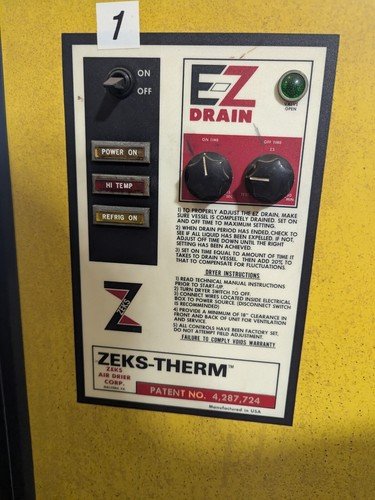 1
ON
OFF
POWER ON
HI TEMP
REFRIG ON
EZ
DRAIN
VALVE
OPEN
ON TIME
OFF TIME
SEC
MIN
1) TO PROPERLY ADJUST THE EZ DRAIN, MAKE
SURE VESSEL IS COMPLETELY DRAINED. SET ON
AND OFF TIME TO MAXIMUM SETTING.
2) WHEN DRAIN PERIOD HAS ENDED, CHECK TO
SEE IF ALL LIQUID HAS BEEN EXPELLED. IF NOT,
ADJUST OFF TIME DOWN UNTIL THE RIGHT
SETTING HAS BEEN ACHIEVED.
3) SET ON TIME EQUAL TO AMOUNT OF TIME IT
TAKES TO DRAIN VESSEL. THEN ADD 20% TO
THAT TO COMPENSATE FOR FLUCTUATIONS.
DRYER INSTRUCTIONS
1) READ TECHNICAL MANUAL INSTRUCTIONS
PRIOR TO START-UP.
2) TURN DRYER SWITCH TO OFF.
3) CONNECT WIRES LOCATED INSIDE ELECTRICAL
BOX TO POWER SOURCE (DISCONNECT SWITCH
IS RECOMMENDED)
4) PROVIDE A MINIMUM OF 18" CLEARANCE IN
FRONT AND BACK OF UNIT FOR VENTILATION
AND SERVICE.
5) ALL CONTROLS HAVE BEEN FACTORY SET,
DO NOT ATTEMPT FIELD ADJUSTMENT.
FAILURE TO COMPLY VOIDS WARRANTY
ZEKS
ZEKS-THERM™
ZEKS
AIR DRIER
CORP.
MALVERN PA
PATENT NO. 4,287,724
Manufactured in USA